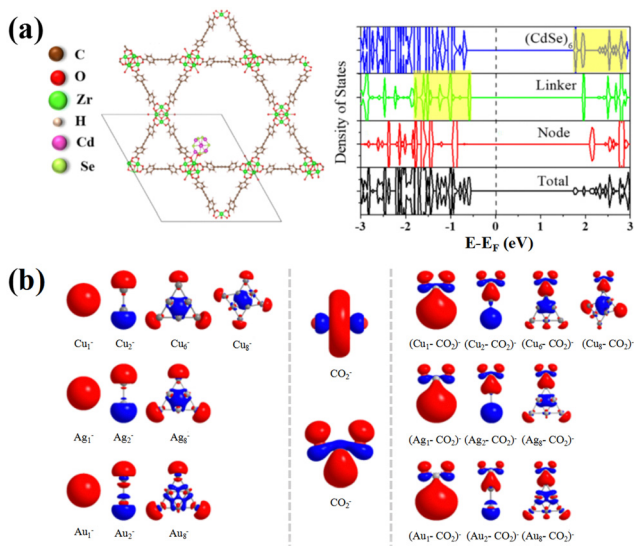 (a)
C
O
Zr
H
Cd
Se
Density of States
(CdSe)₆
Linker
Node
Total
-3 -2 -1 0 1 2 3
E-E_F (eV)
(b)
Cu₁⁻ Cu₂⁻ Cu₆⁻ Cu₈⁻
Ag₁⁻ Ag₂⁻ Ag₈⁻
Au₁⁻ Au₂⁻ Au₈⁻
CO₂⁻
CO₂⁻
(Cu₁- CO₂)⁻ (Cu₂- CO₂)⁻ (Cu₆- CO₂)⁻ (Cu₈- CO₂)⁻
(Ag₁- CO₂)⁻ (Ag₂- CO₂)⁻ (Ag₈- CO₂)⁻
(Au₁- CO₂)⁻ (Au₂- CO₂)⁻ (Au₈- CO₂)⁻